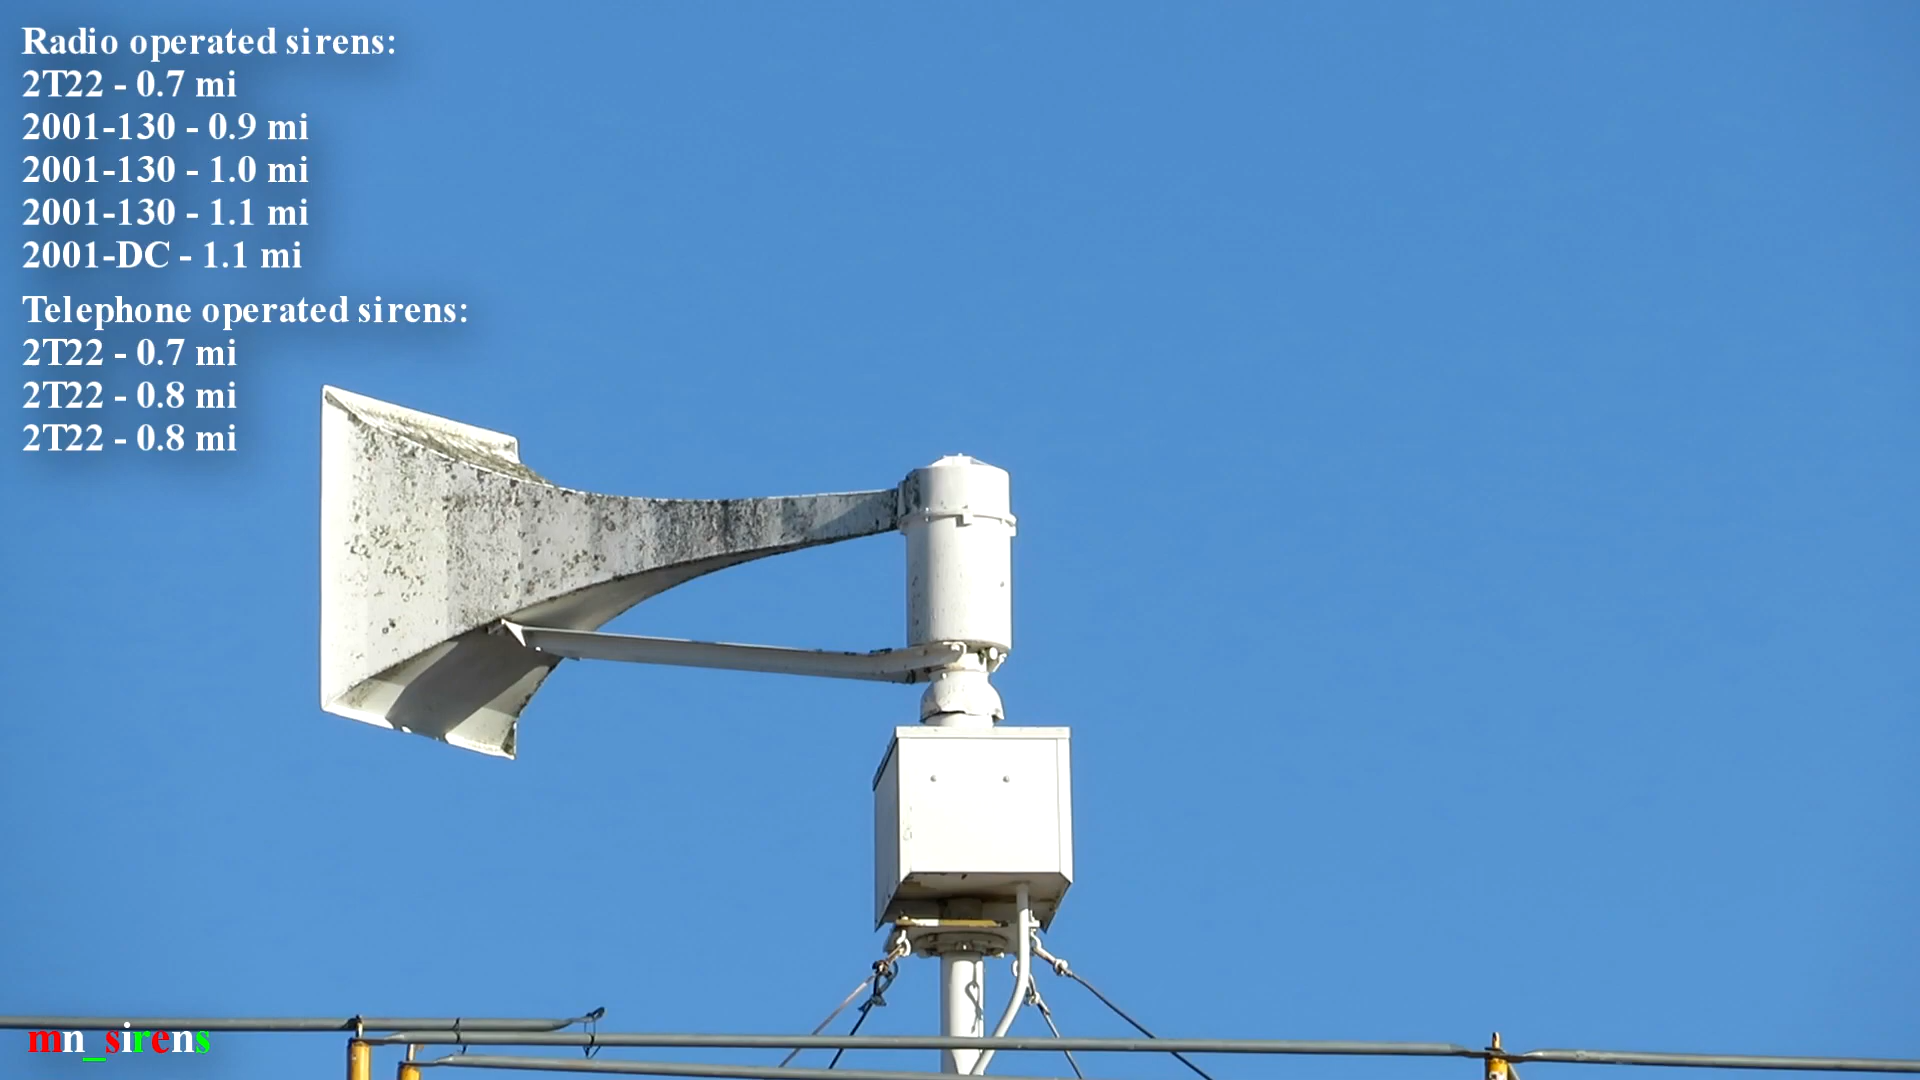 Radio operated sirens:
2T22 - 0.7 mi
2001-130 - 0.9 mi
2001-130 - 1.0 mi
2001-130 - 1.1 mi
2001-DC - 1.1 mi
Telephone operated sirens:
2T22 - 0.7 mi
2T22 - 0.8 mi
2T22 - 0.8 mi
mn_sirens